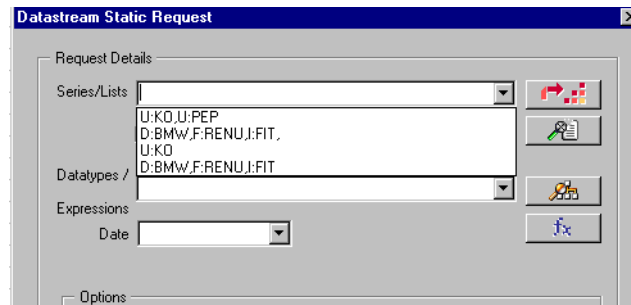 Datastream Static Request
Request Details
Series/Lists
U:KO,U:PEP
D:BMW,F:RENU,I:FIT,
U:KO
D:BMW,F:RENU,I:FIT
Datatypes /
Expressions
fx
Date
Options